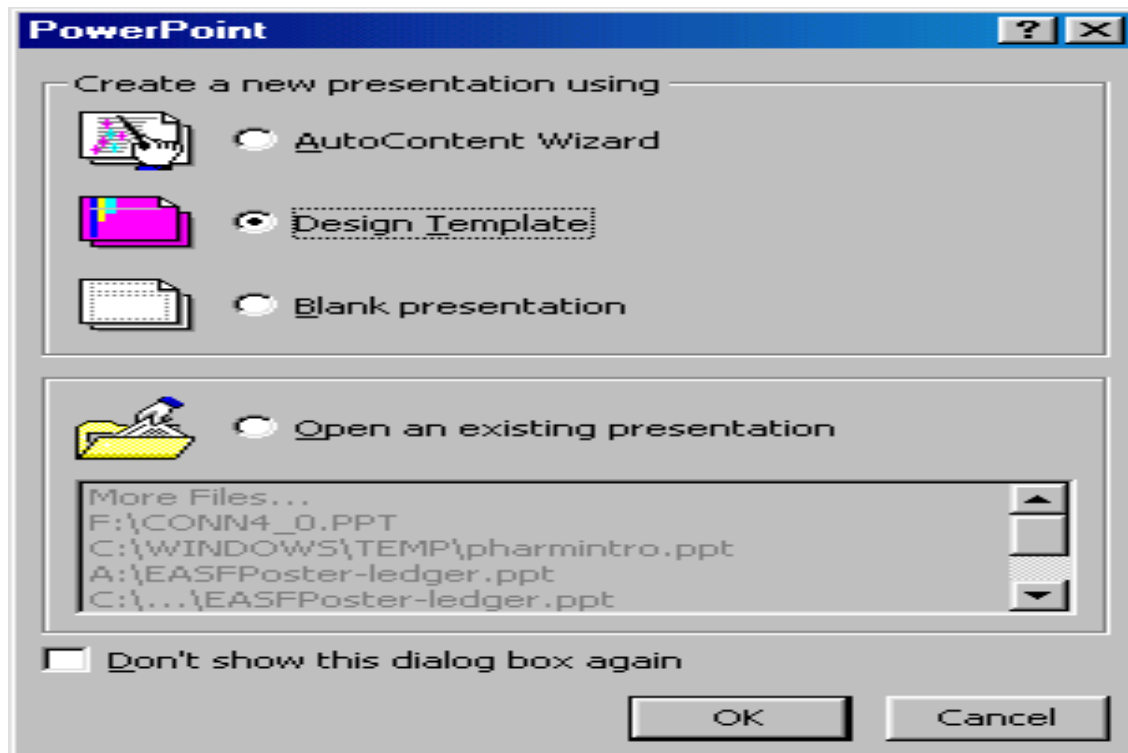 PowerPoint
Create a new presentation using
AutoContent Wizard
Design Template
Blank presentation
Open an existing presentation
More Files...
F:\CONN4_0.PPT
C:\WINDOWS\TEMP\pharmintro.ppt
A:\EASFPoster-ledger.ppt
C:\...\EASFPoster-ledger.ppt
Don't show this dialog box again
OK Cancel